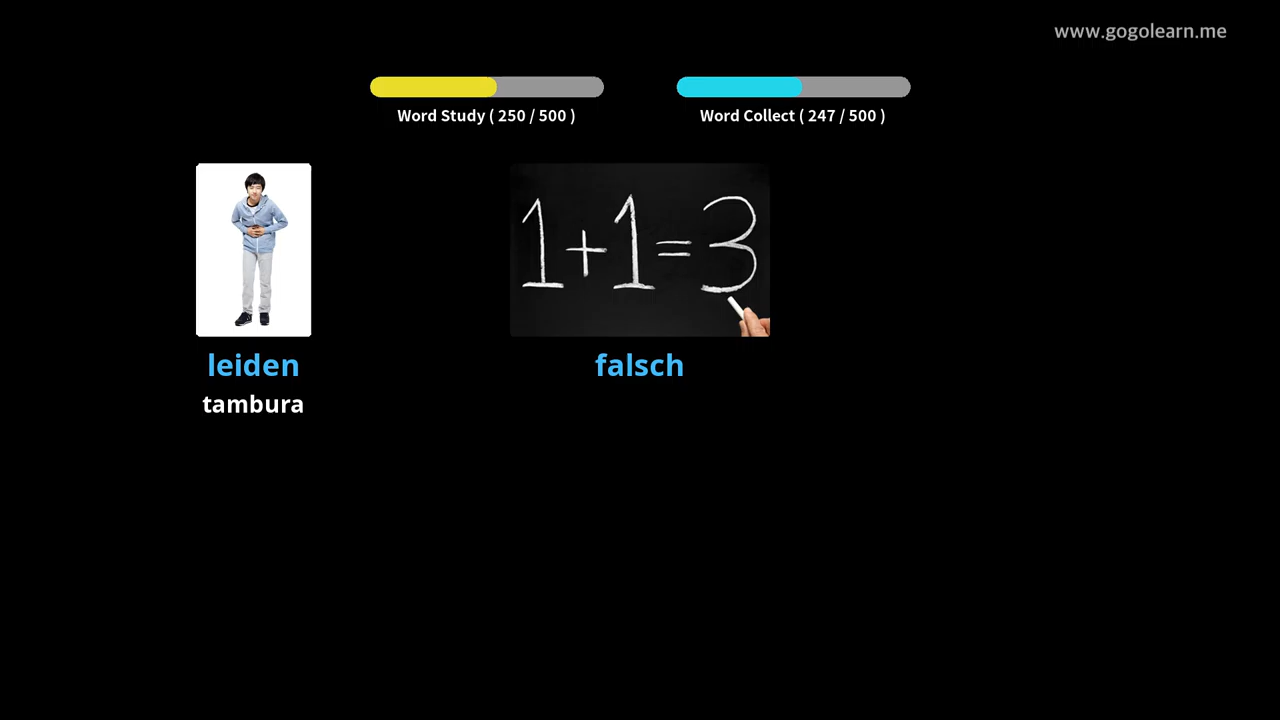 www.gogolearn.me
Word Study ( 250 / 500 )
Word Collect ( 247 / 500 )
1+1=3
leiden
falsch
tambura